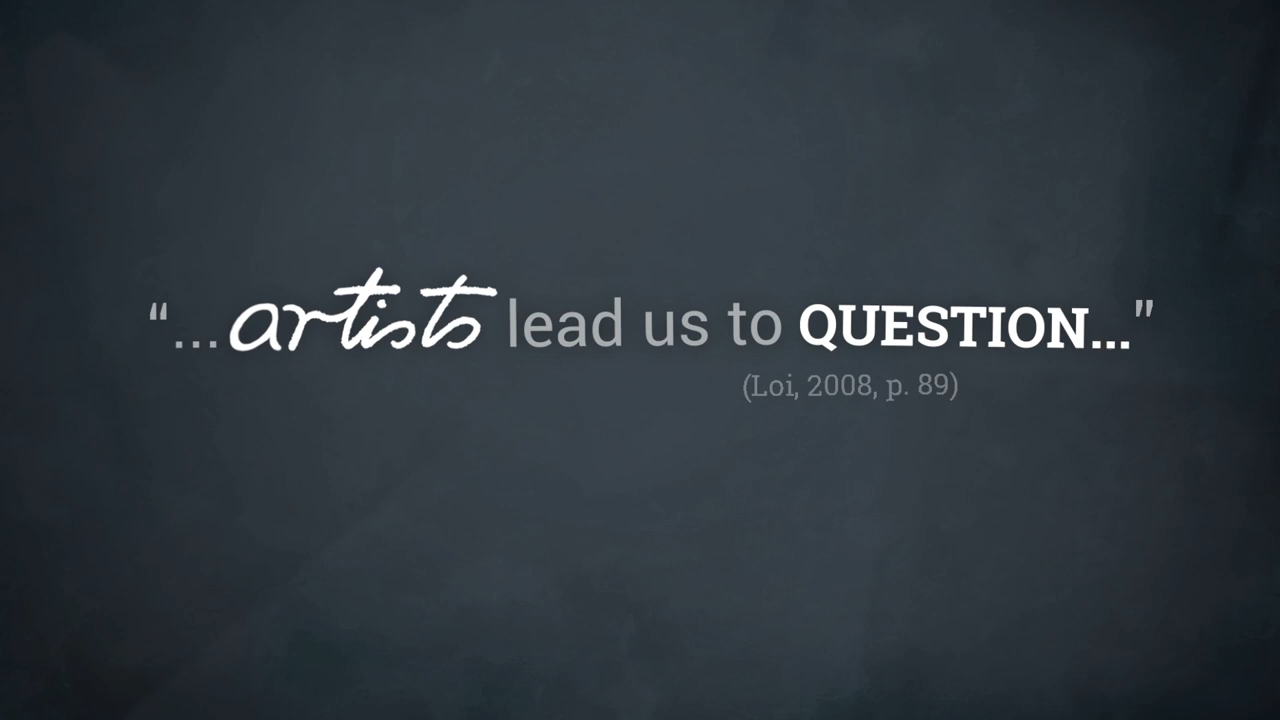 “...artists lead us to QUESTION...”
(Loi, 2008, p. 89)